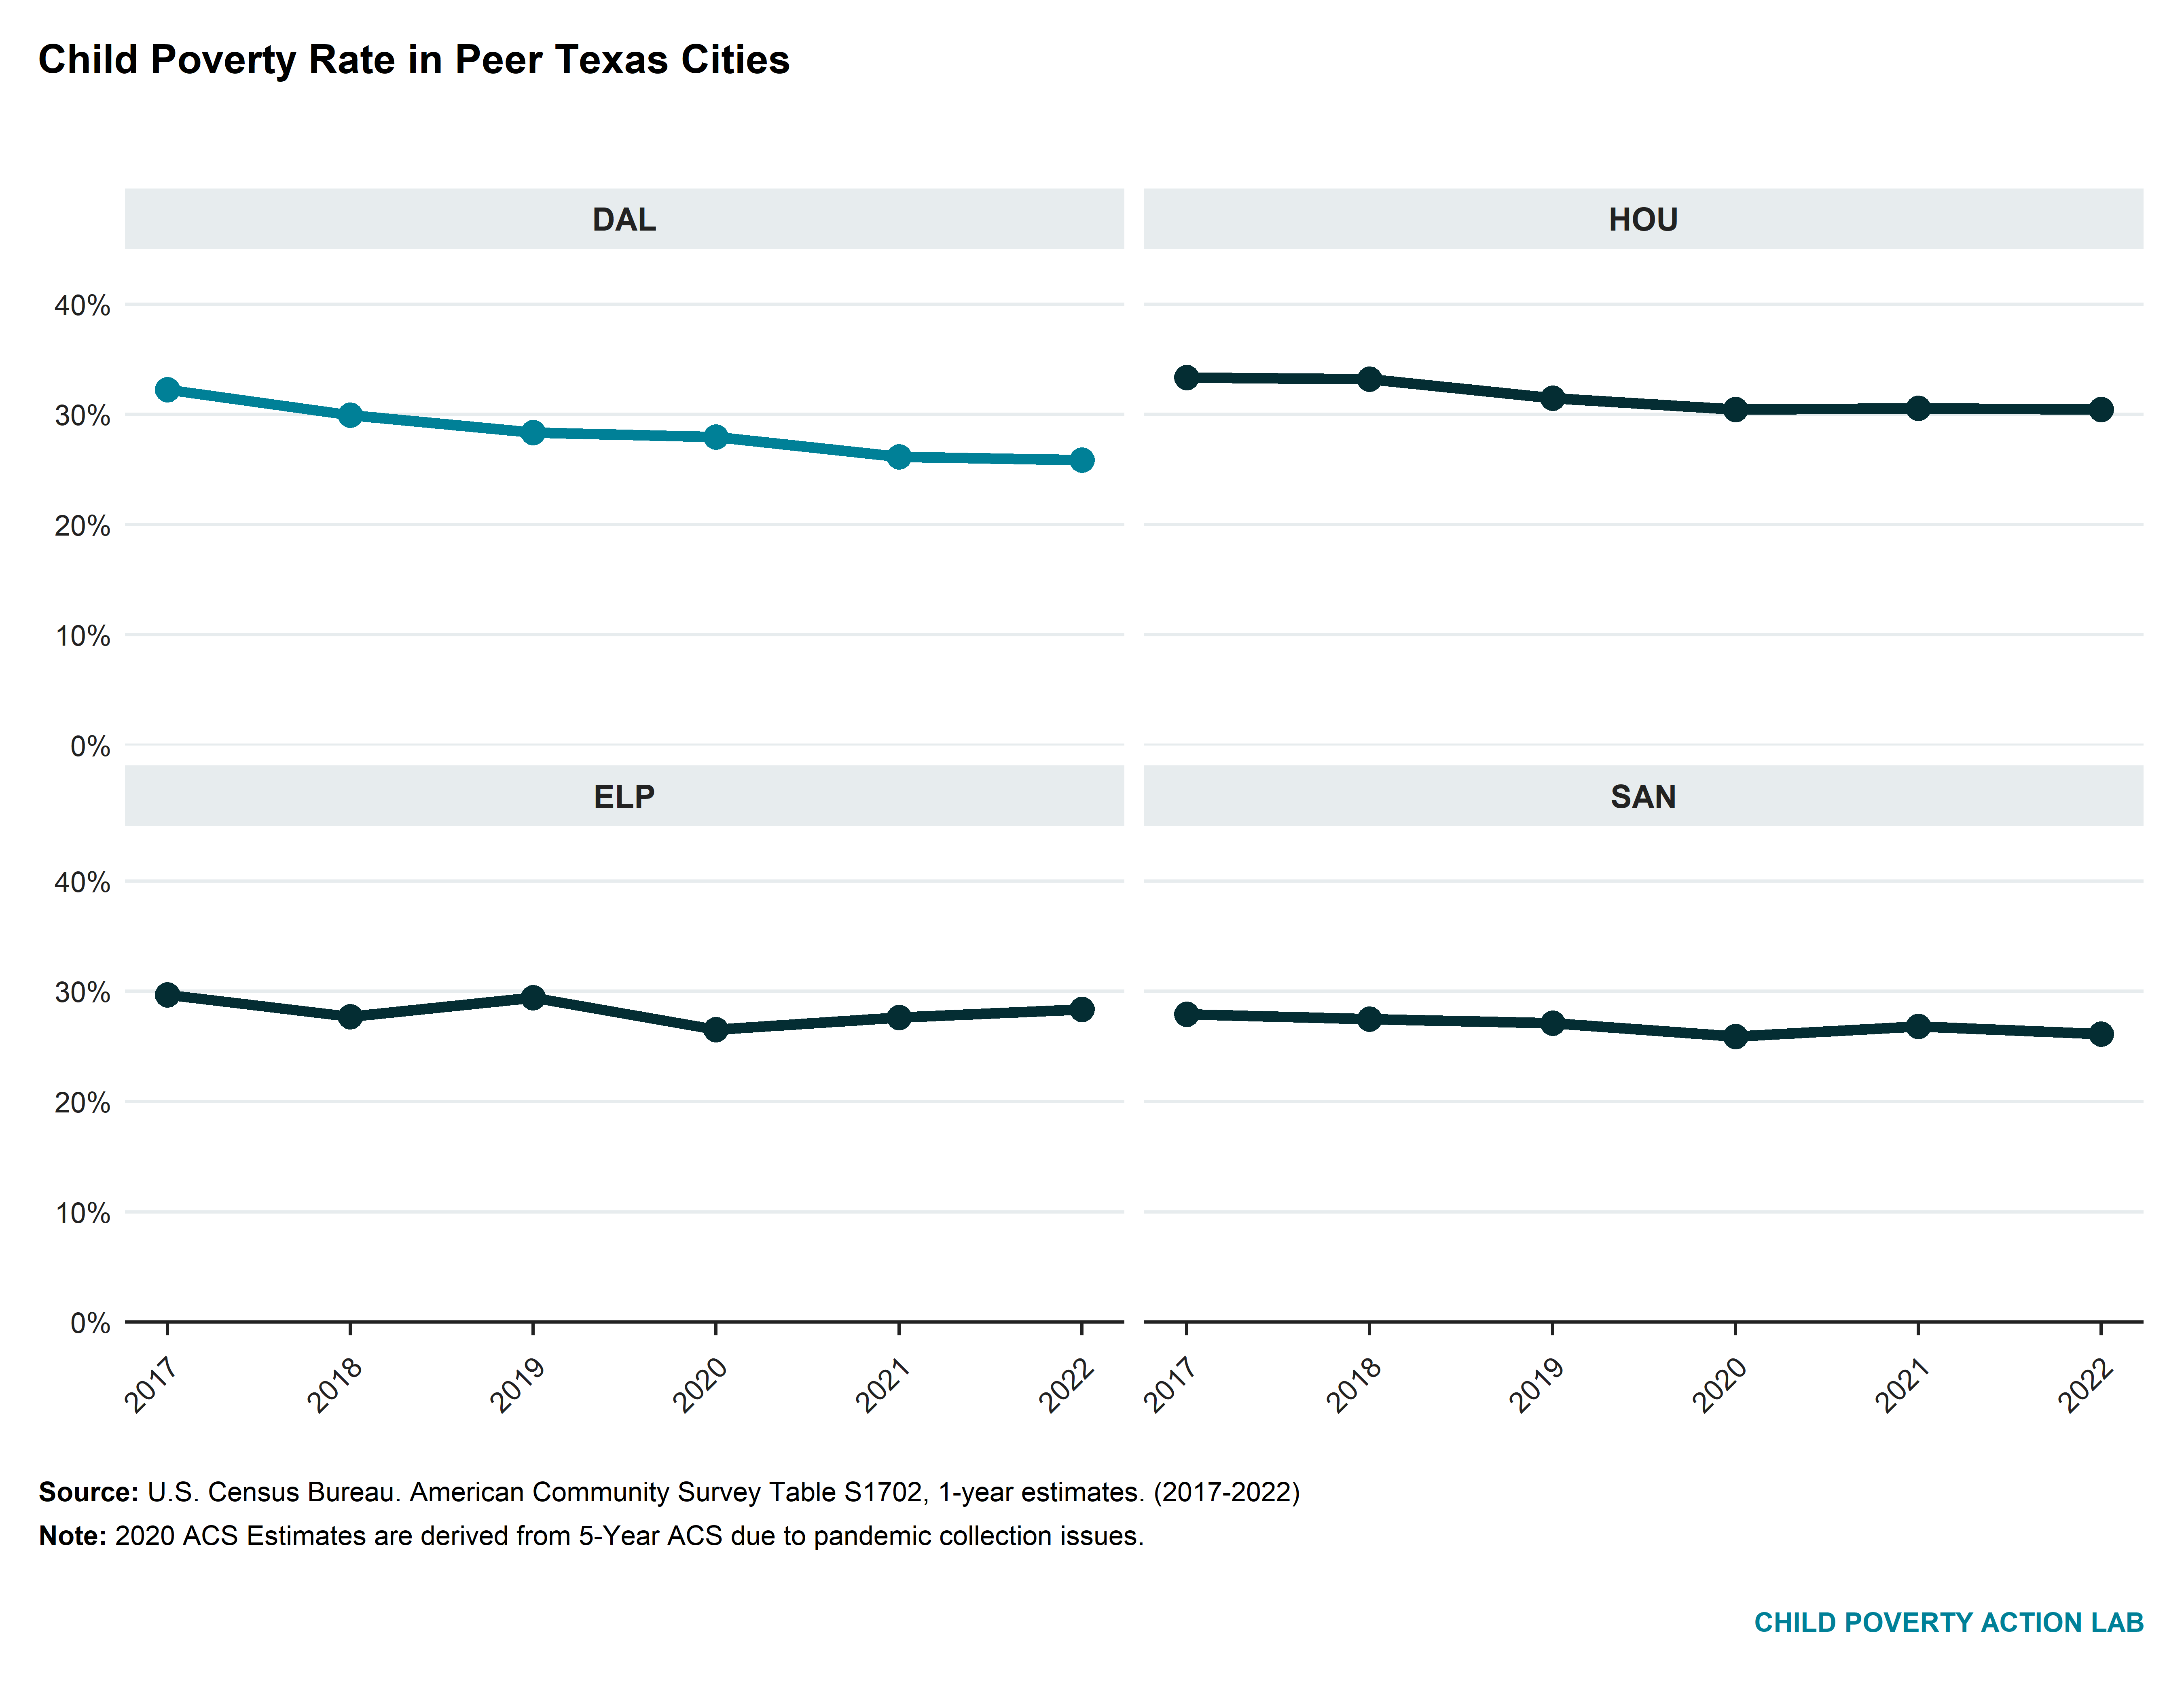 Child Poverty Rate in Peer Texas Cities
DAL
HOU
40%
30%
20%
10%
0%
ELP
SAN
40%
30%
20%
10%
0%
2017 2018 2019 2020 2021 2022
2017 2018 2019 2020 2021 2022
Source: U.S. Census Bureau. American Community Survey Table S1702, 1-year estimates. (2017-2022)
Note: 2020 ACS Estimates are derived from 5-Year ACS due to pandemic collection issues.
CHILD POVERTY ACTION LAB